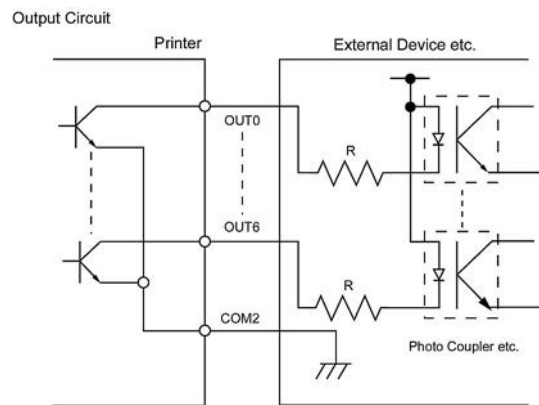 Output Circuit
Printer
External Device etc.
OUT0
R
OUT6
R
COM2
Photo Coupler etc.